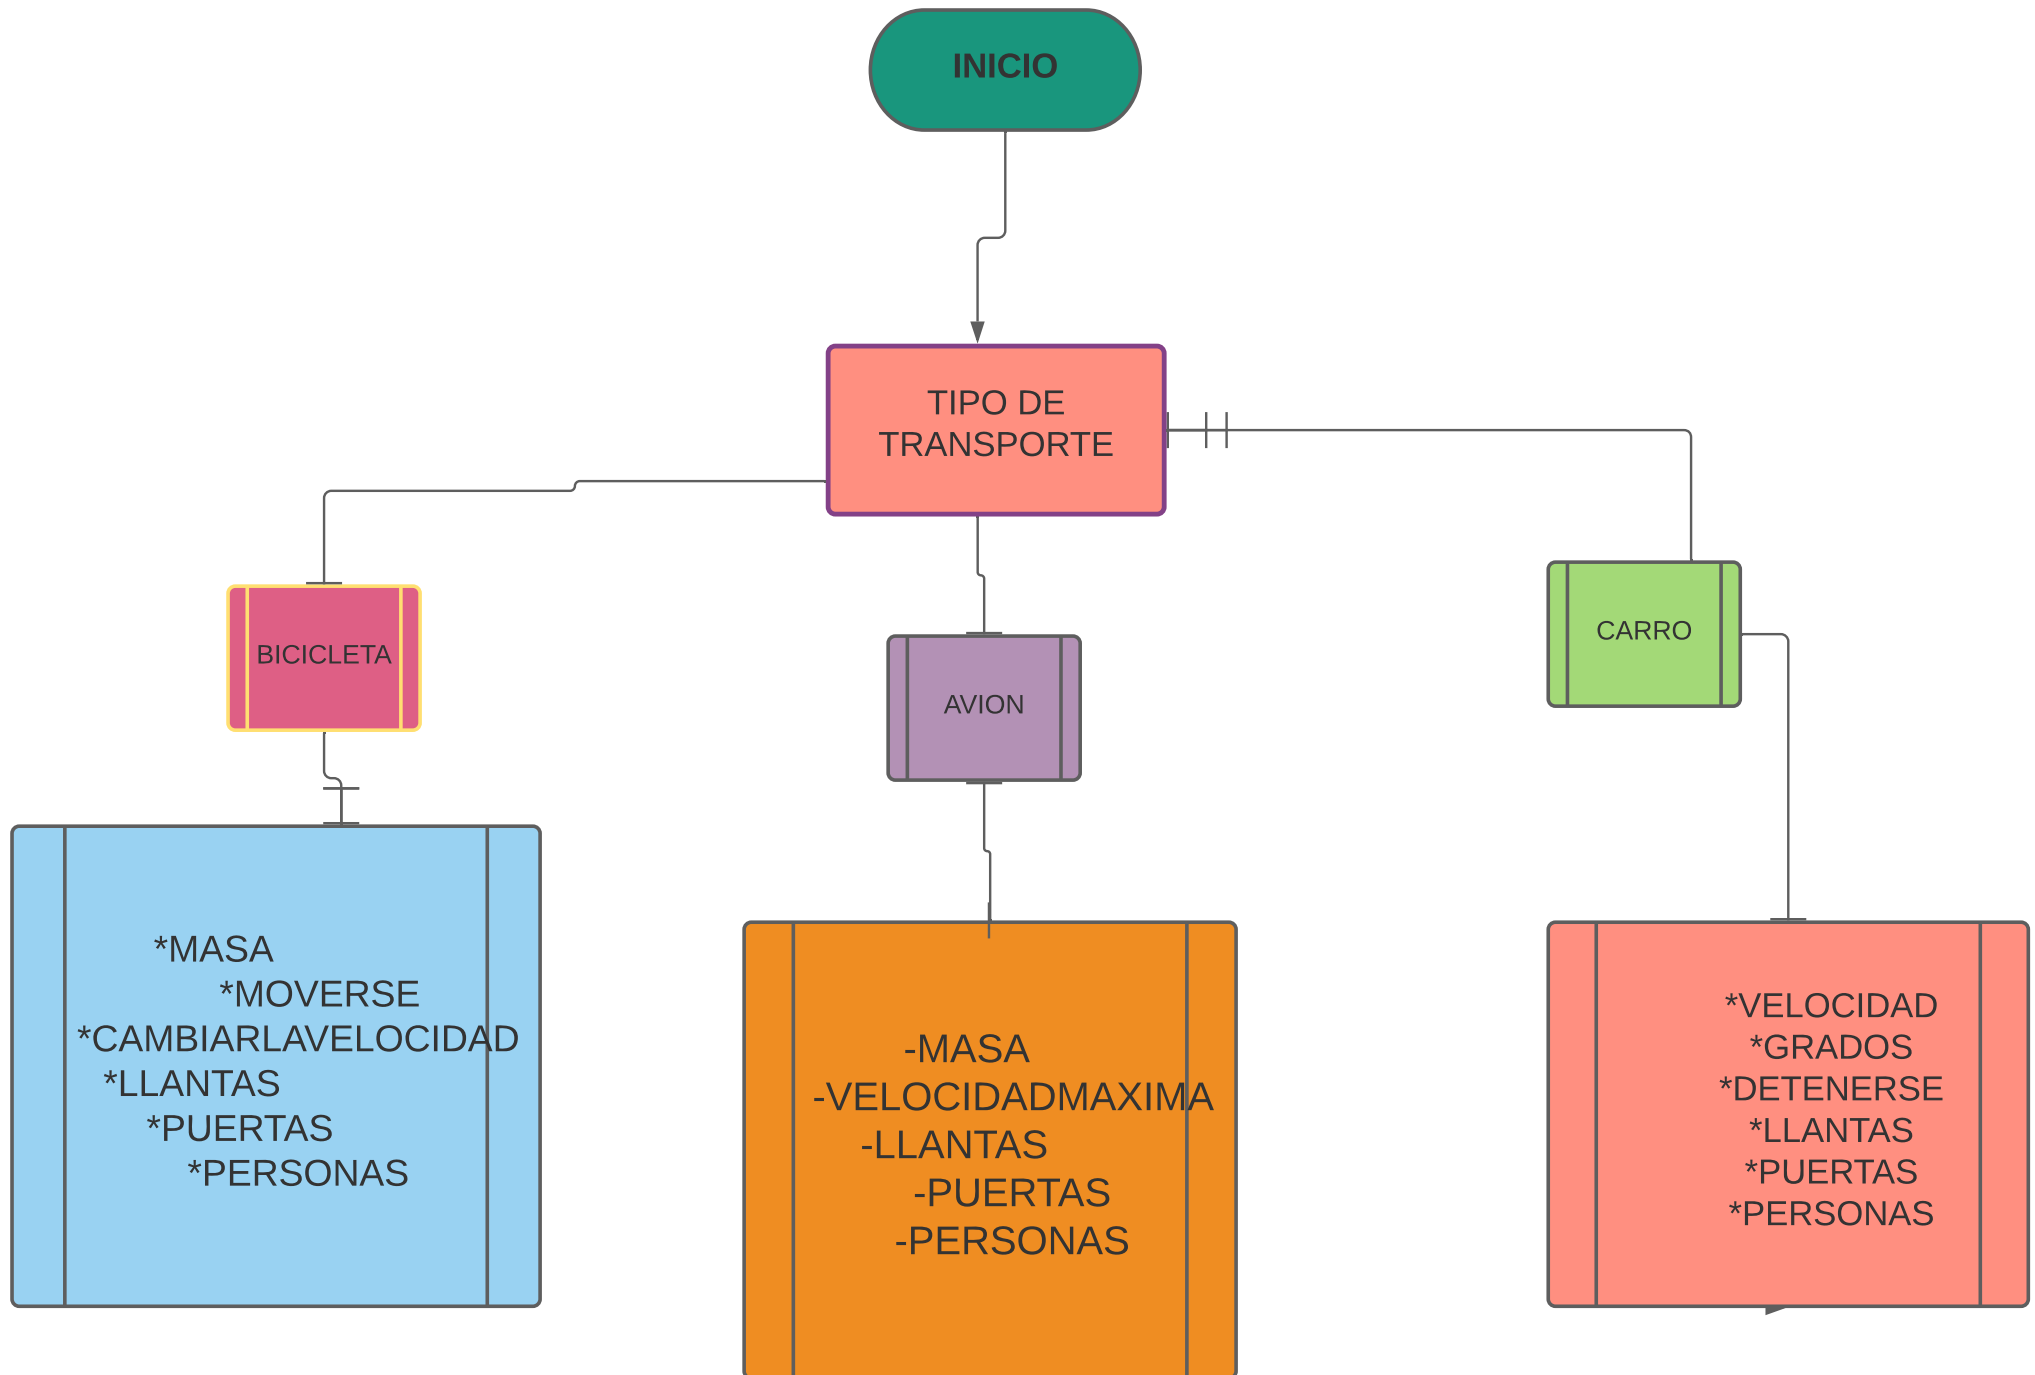 INICIO
TIPO DE
TRANSPORTE
BICICLETA
AVION
CARRO
*MASA
*MOVERSE
*CAMBIARLAVELOCIDAD
*LLANTAS
*PUERTAS
*PERSONAS
-MASA
-VELOCIDADMAXIMA
-LLANTAS
-PUERTAS
-PERSONAS
*VELOCIDAD
*GRADOS
*DETENERSE
*LLANTAS
*PUERTAS
*PERSONAS